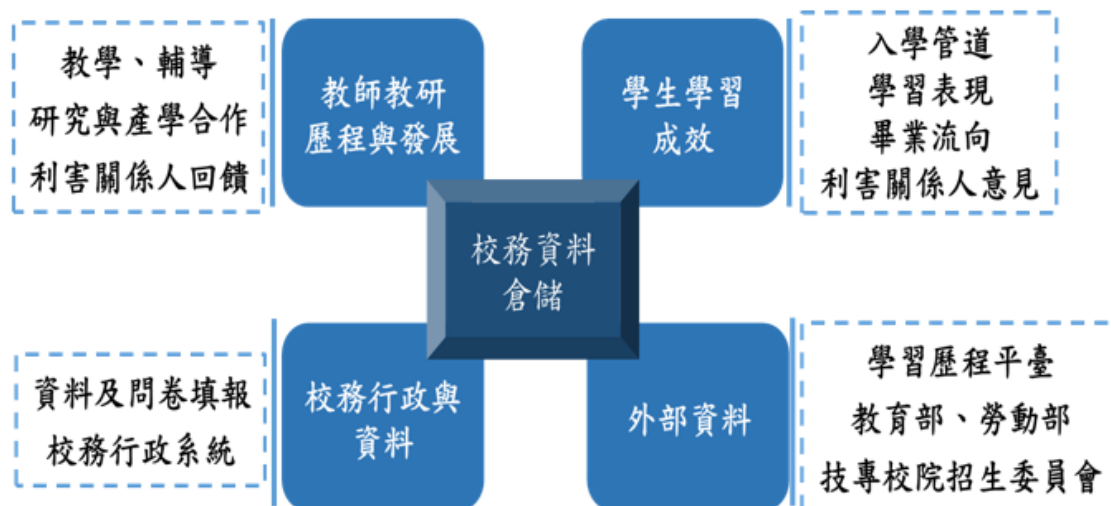 教學、輔導
研究與產學合作
利害關係人回饋
教師教研
歷程與發展
學生學習
成效
入學管道
學習表現
畢業流向
利害關係人意見
校務資料
倉儲
資料及問卷填報
校務行政系統
校務行政與
資料
外部資料
學習歷程平臺
教育部、勞動部
技專校院招生委員會